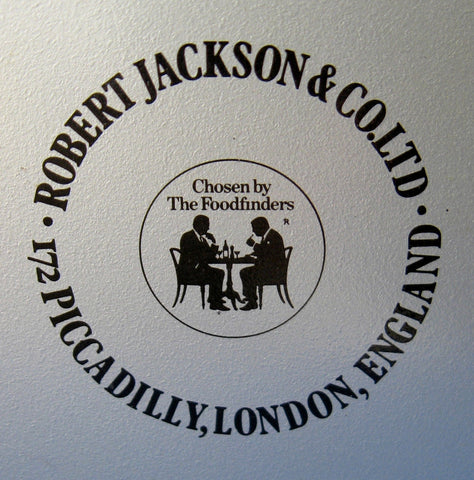 ROBERT JACKSON & CO. LTD ·
172 PICCADILLY, LONDON, ENGLAND ·
Chosen by
The Foodfinders
R